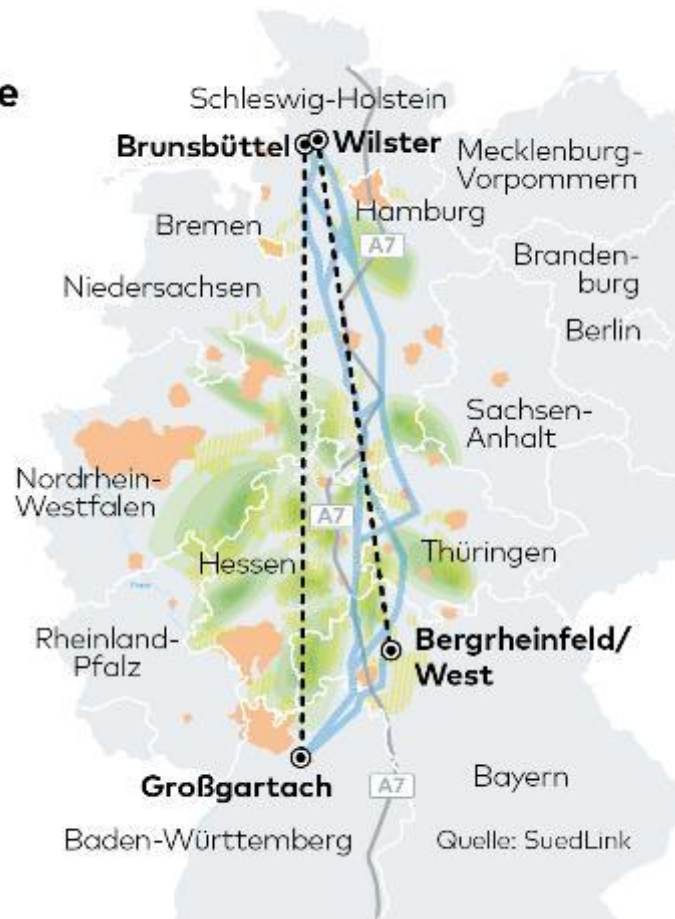 e
Schleswig-Holstein
Brunsbüttel
Wilster
Mecklenburg-
Vorpommern
Hamburg
Bremen
A7
Branden-
burg
Niedersachsen
Berlin
Sachsen-
Anhalt
Nordrhein-
Westfalen
A7
Hessen
Thüringen
Rheinland-
Pfalz
Bergrheinfeld/
West
Großgartach
A7
Bayern
Baden-Württemberg
Quelle: SuedLink